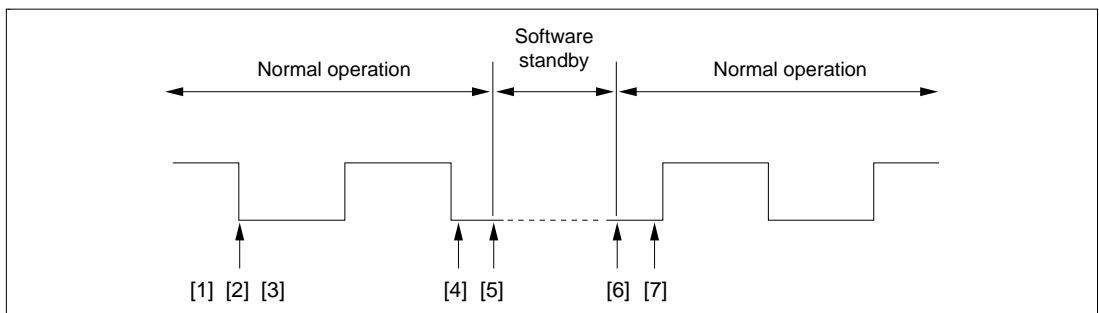 Software
standby
Normal operation
Normal operation
[1] [2] [3]
[4] [5]
[6] [7]